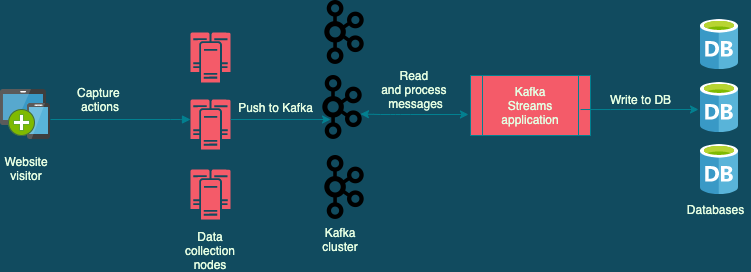 Capture
actions
Website
visitor
Data
collection
nodes
Push to Kafka
Kafka
cluster
Read
and process
messages
Kafka
Streams
application
Write to DB
DB
DB
DB
Databases